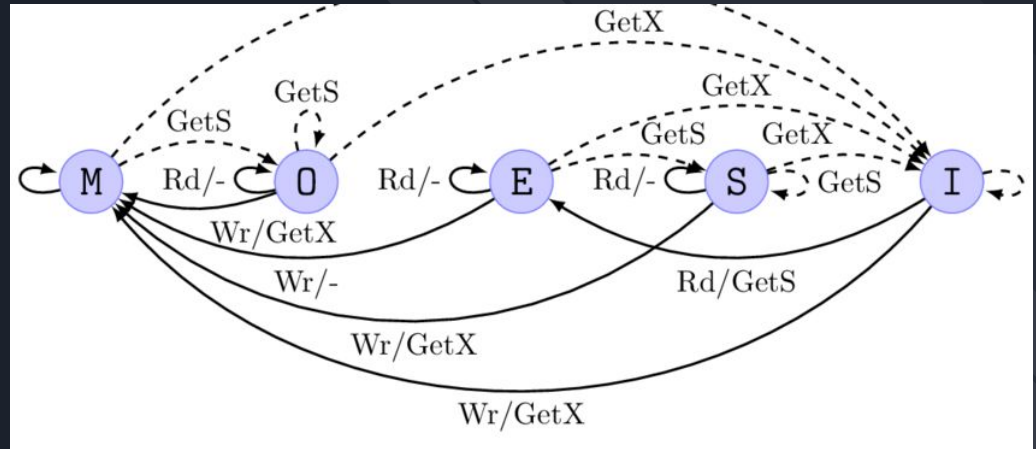 GetX
GetS
GetX
GetS
GetS
GetX
M
Rd/-
O
Rd/-
E
Rd/-
S
GetS
I
Wr/GetX
Wr/-
Rd/GetS
Wr/GetX
Wr/GetX